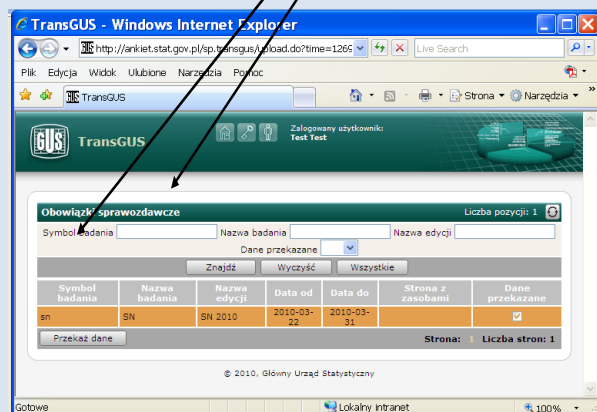 TransGUS - Windows Internet Explorer
http://ankiet.stat.gov.pl/sp.transgus/upload.do?time=1269 Live Search
Plik Edycja Widok Ulubione Narzędzia Pomoc
TransGUS Strona Narzędzia »
GUS TransGUS
Zalogowany użytkownik:
Test Test
Obowiązki sprawozdawcze Liczba pozycji: 1
Symbol badania Nazwa badania Nazwa edycji
Dane przekazane
Znajdź Wyczyść Wszystkie
Symbol badania Nazwa badania Nazwa edycji Data od Data do Strona z zasobami Dane przekazane
sn SN SN 2010 2010-03-22 2010-03-31
Przekaż dane Strona: 1 Liczba stron: 1
© 2010, Główny Urząd Statystyczny
Gotowe Lokalny intranet 100%